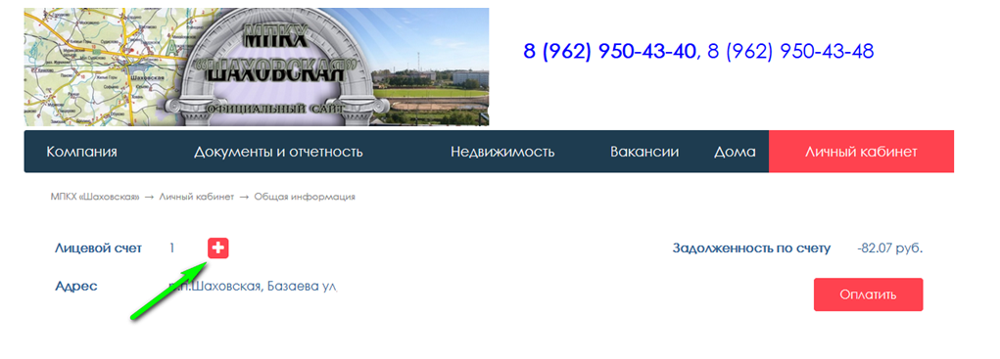 МПКХ
"ШАХОВСКАЯ"
ОФИЦИАЛЬНЫЙ САЙТ
Шаховская
8 (962) 950-43-40, 8 (962) 950-43-48
Компания Документы и отчетность Недвижимость Вакансии Дома Личный кабинет
МПКХ «Шаховская» → Личный кабинет → Общая информация
Лицевой счет 1 Задолженность по счету -82.07 руб.
Адрес р.п.Шаховская, Базаева ул
Оплатить